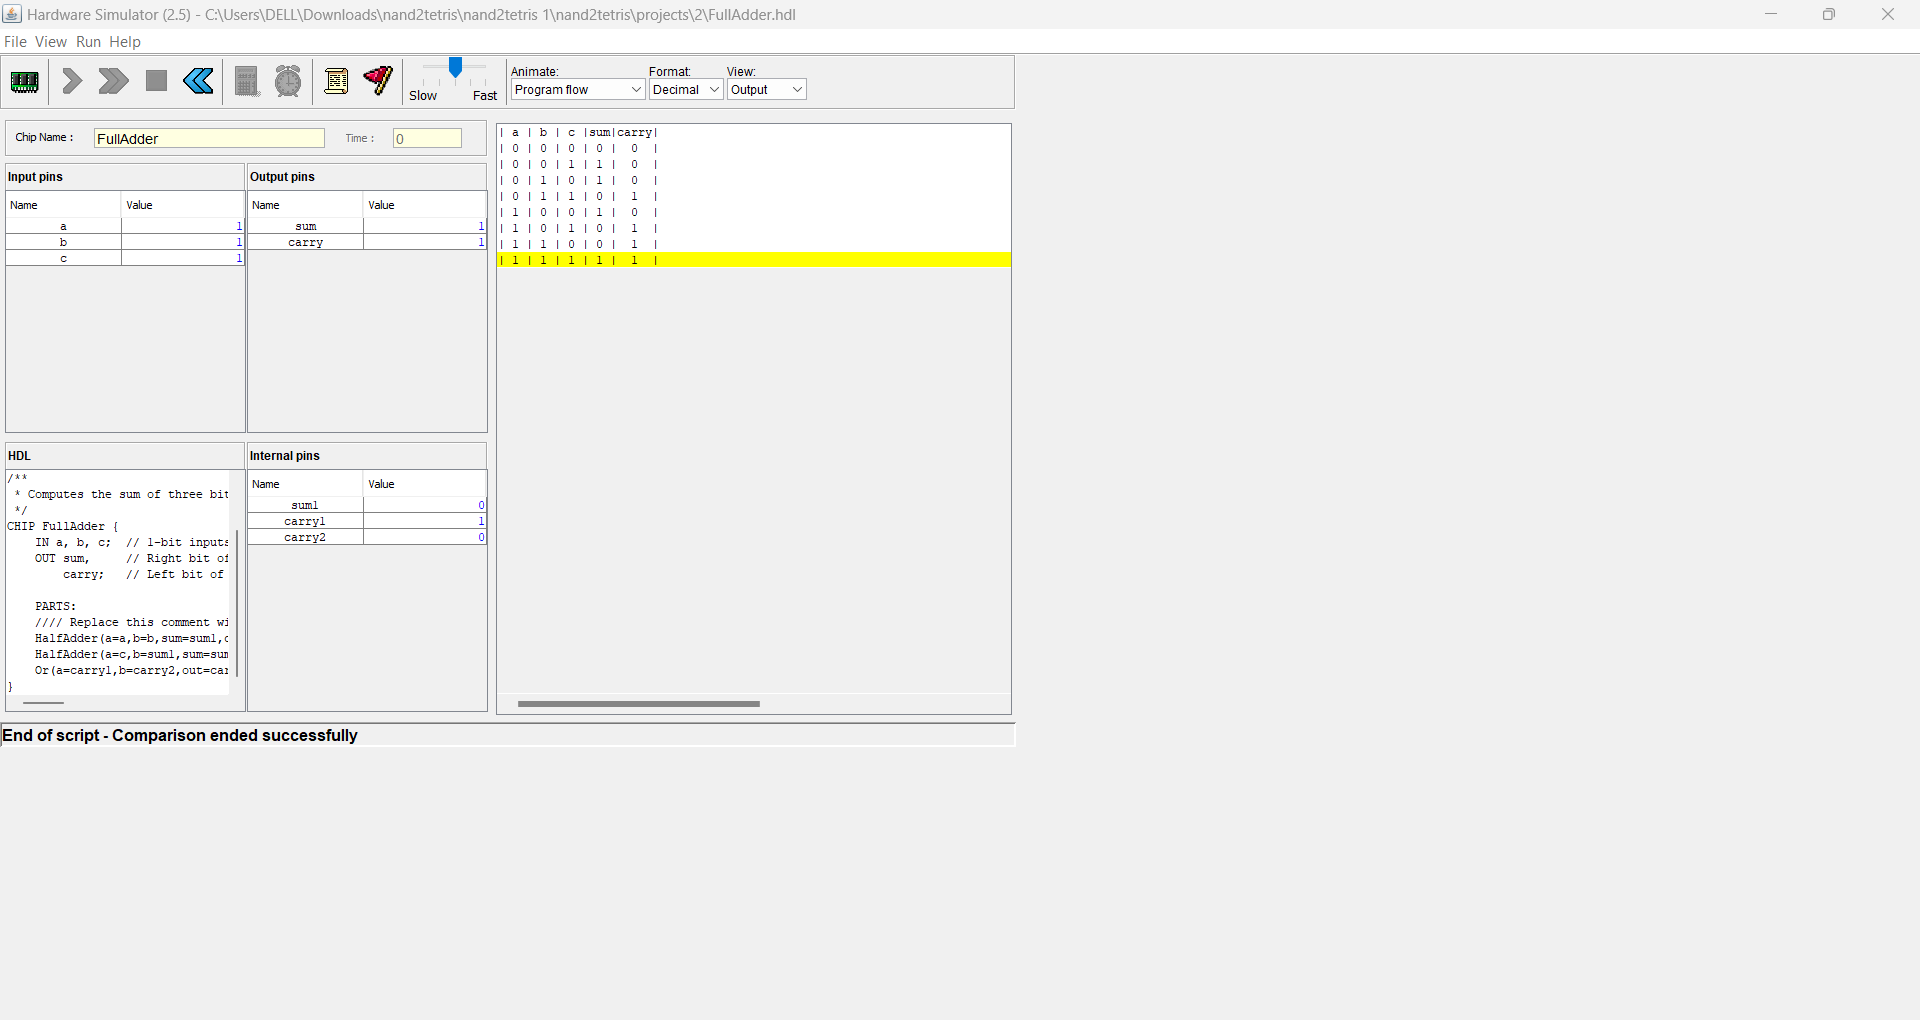 Hardware Simulator (2.5) - C:\Users\DELL\Downloads\nand2tetris\nand2tetris 1\nand2tetris\projects\2\FullAdder.hdl
File View Run Help
Slow Fast
Animate: Format: View:
Program flow Decimal Output
Chip Name : FullAdder Time : 0
Input pins
Name Value
a 1
b 1
c 1
Output pins
Name Value
sum 1
carry 1
HDL
/**
* Computes the sum of three bit
*/
CHIP FullAdder {
IN a, b, c; // 1-bit inputs
OUT sum, // Right bit of
carry; // Left bit of
PARTS:
//// Replace this comment wi
HalfAdder(a=a,b=b,sum=sum1,c
HalfAdder(a=c,b=sum1,sum=sum
Or(a=carry1,b=carry2,out=car
}
Internal pins
Name Value
sum1 0
carry1 1
carry2 0
| a | b | c |sum|carry|
| 0 | 0 | 0 | 0 | 0 |
| 0 | 0 | 1 | 1 | 0 |
| 0 | 1 | 0 | 1 | 0 |
| 0 | 1 | 1 | 0 | 1 |
| 1 | 0 | 0 | 1 | 0 |
| 1 | 0 | 1 | 0 | 1 |
| 1 | 1 | 0 | 0 | 1 |
| 1 | 1 | 1 | 1 | 1 |
End of script - Comparison ended successfully